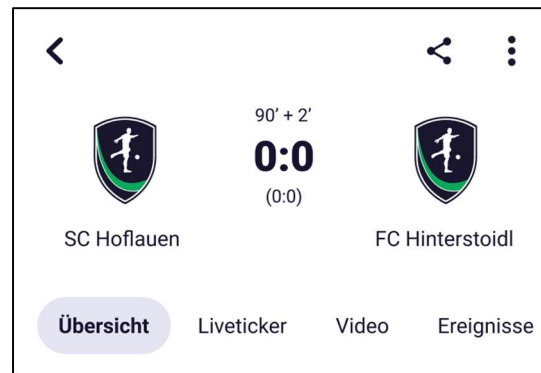 90' + 2'
0:0
(0:0)
SC Hoflauen FC Hinterstoidl
Übersicht Liveticker Video Ereignisse